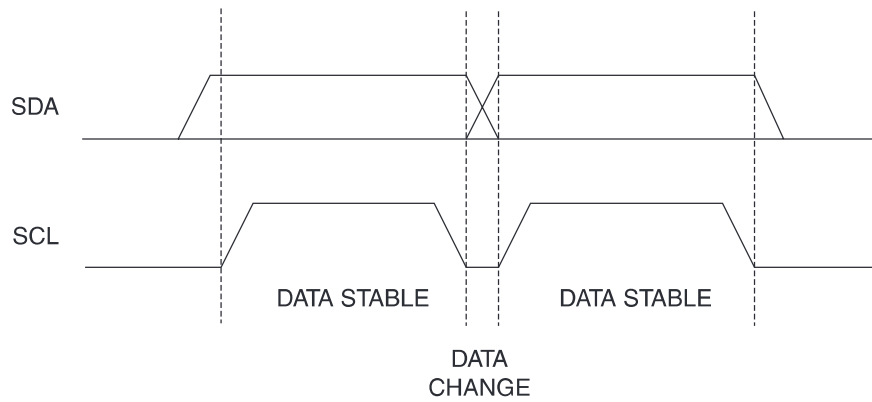 SDA
SCL
DATA STABLE
DATA STABLE
DATA
CHANGE